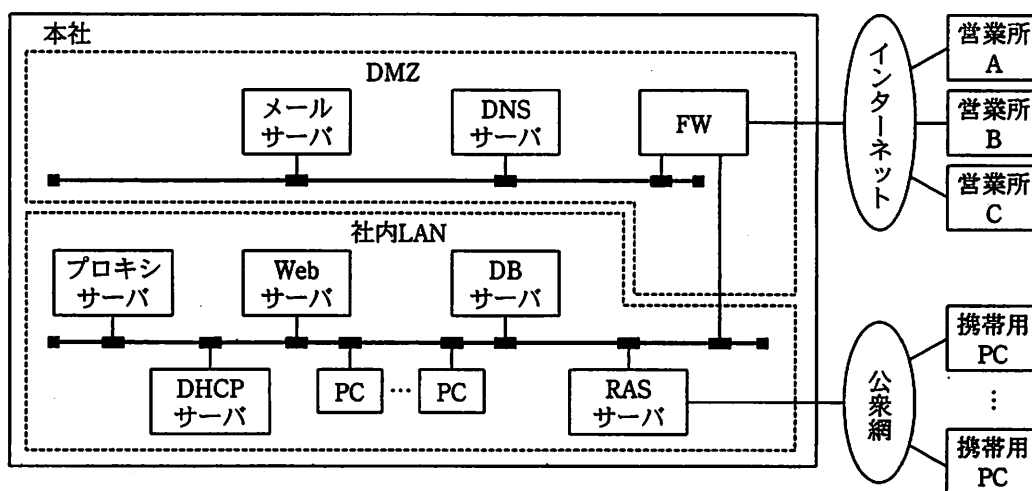 本社
DMZ
メール
サーバ
DNS
サーバ
FW
インターネット
営業所
A
営業所
B
営業所
C
社内LAN
プロキシ
サーバ
Web
サーバ
DB
サーバ
DHCP
サーバ
PC
…
PC
RAS
サーバ
公衆網
携帯用
PC
⋮
携帯用
PC